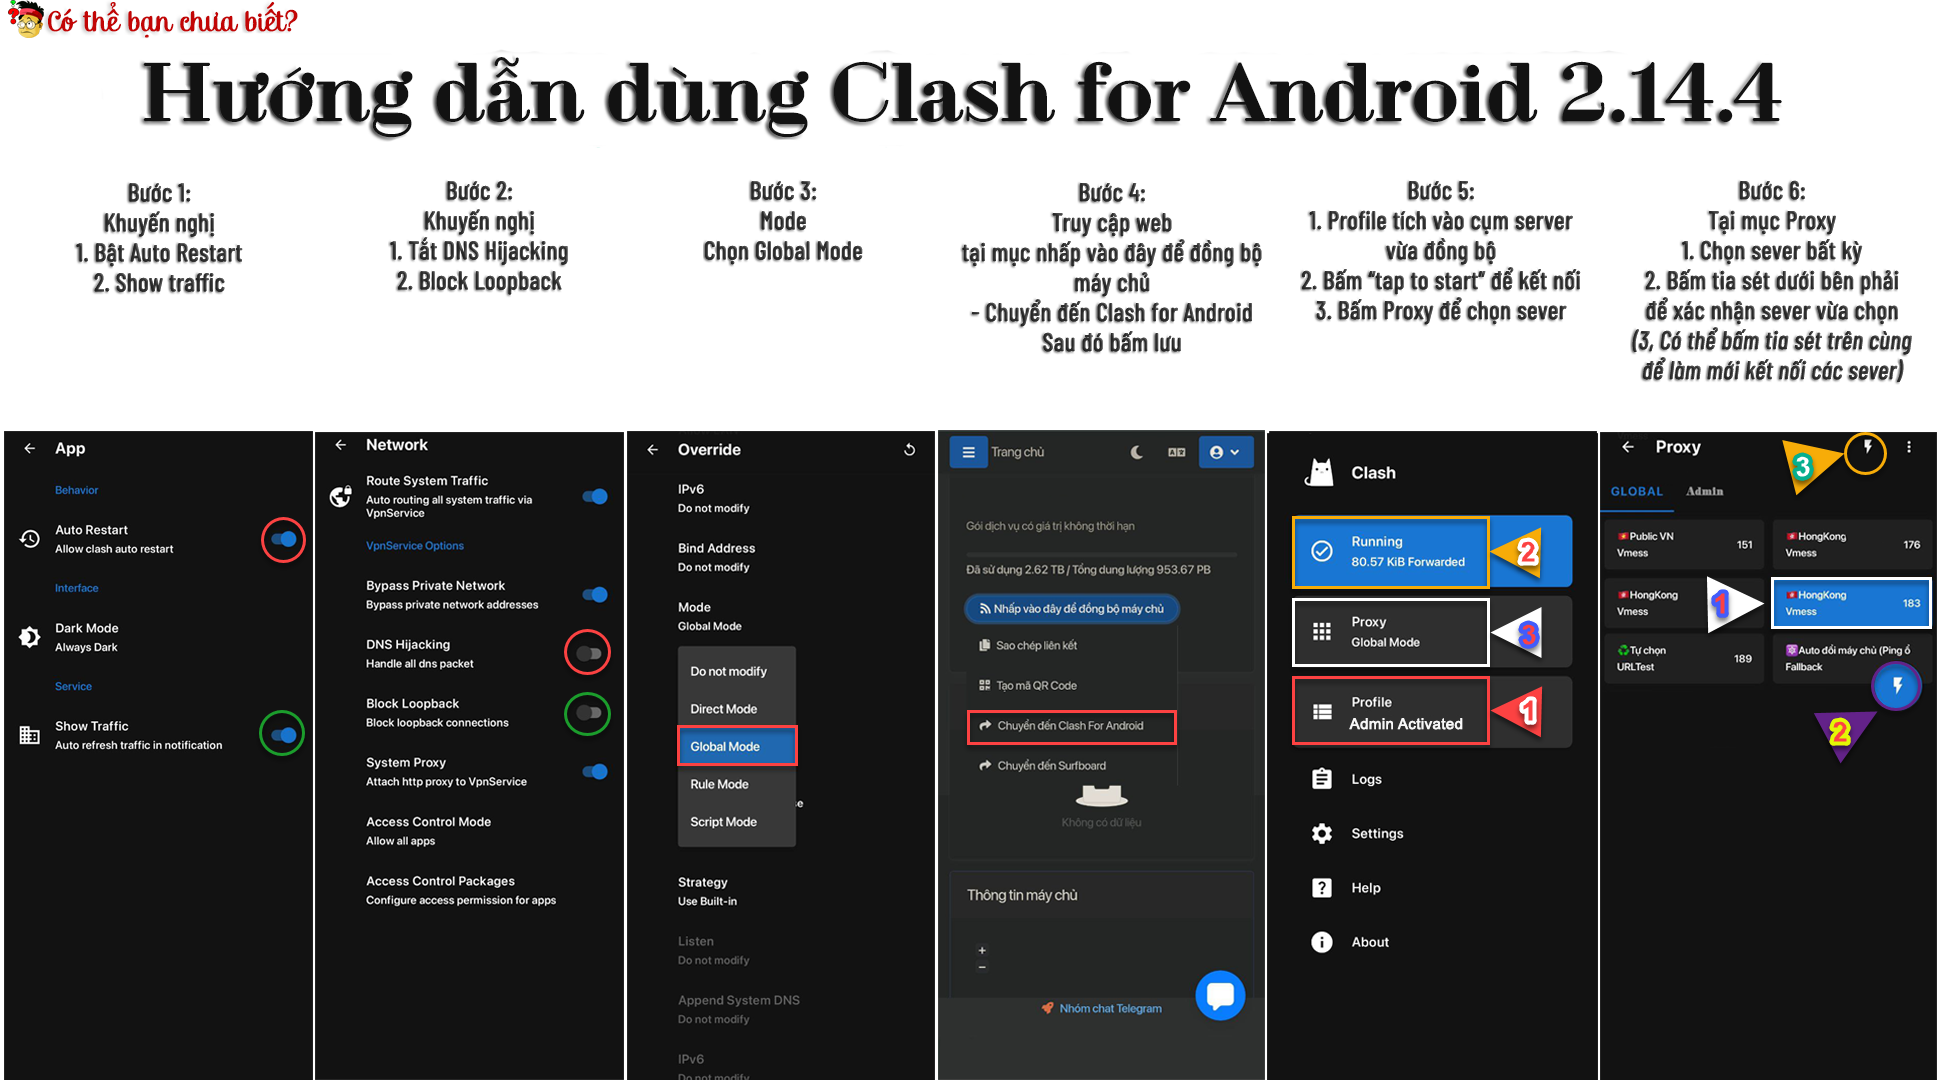 Có thể bạn chưa biết?
Hướng dẫn dùng Clash for Android 2.14.4
Bước 1:
Khuyến nghị
1. Bật Auto Restart
2. Show traffic
Bước 2:
Khuyến nghị
1. Tắt DNS Hijacking
2. Block Loopback
Bước 3:
Mode
Chọn Global Mode
Bước 4:
Truy cập web
tại mục nhấp vào đây để đồng bộ
máy chủ
- Chuyển đến Clash for Android
Sau đó bấm lưu
Bước 5:
1. Profile tích vào cụm server
vừa đồng bộ
2. Bấm “tap to start” để kết nối
3. Bấm Proxy để chọn sever
Bước 6:
Tại mục Proxy
1. Chọn sever bất kỳ
2. Bấm tia sét dưới bên phải
để xác nhận sever vừa chọn
(3, Có thể bấm tia sét trên cùng
để làm mới kết nối các sever)
App
Behavior
Auto Restart
Allow clash auto restart
Interface
Dark Mode
Always Dark
Service
Show Traffic
Auto refresh traffic in notification
Network
Route System Traffic
Auto routing all system traffic via
VpnService
VpnService Options
Bypass Private Network
Bypass private network addresses
DNS Hijacking
Handle all dns packet
Block Loopback
Block loopback connections
System Proxy
Attach http proxy to VpnService
Access Control Mode
Allow all apps
Access Control Packages
Configure access permission for apps
Override
IPv6
Do not modify
Bind Address
Do not modify
Mode
Global Mode
Do not modify
Direct Mode
Global Mode
Rule Mode
Script Mode
Strategy
Use Built-in
Listen
Do not modify
Append System DNS
Do not modify
IPv6
Do not modify
Trang chủ
Gói dịch vụ có giá trị không thời hạn
Đã sử dụng 2.62 TB / Tổng dung lượng 953.67 PB
Nhấp vào đây để đồng bộ máy chủ
Sao chép liên kết
Tạo mã QR Code
Chuyển đến Clash For Android
Chuyển đến Surfboard
Không có dữ liệu
Thông tin máy chủ
+
−
Nhóm chat Telegram
Clash
Running
80.57 KiB Forwarded
2
Proxy
Global Mode
3
Profile
Admin Activated
1
Logs
Settings
Help
About
Proxy
3
GLOBAL
Admin
Public VN
Vmess
151
HongKong
Vmess
176
HongKong
Vmess
1
HongKong
Vmess
183
Tự chọn
URLTest
189
Auto đổi máy chủ (Ping ổ
Fallback
2